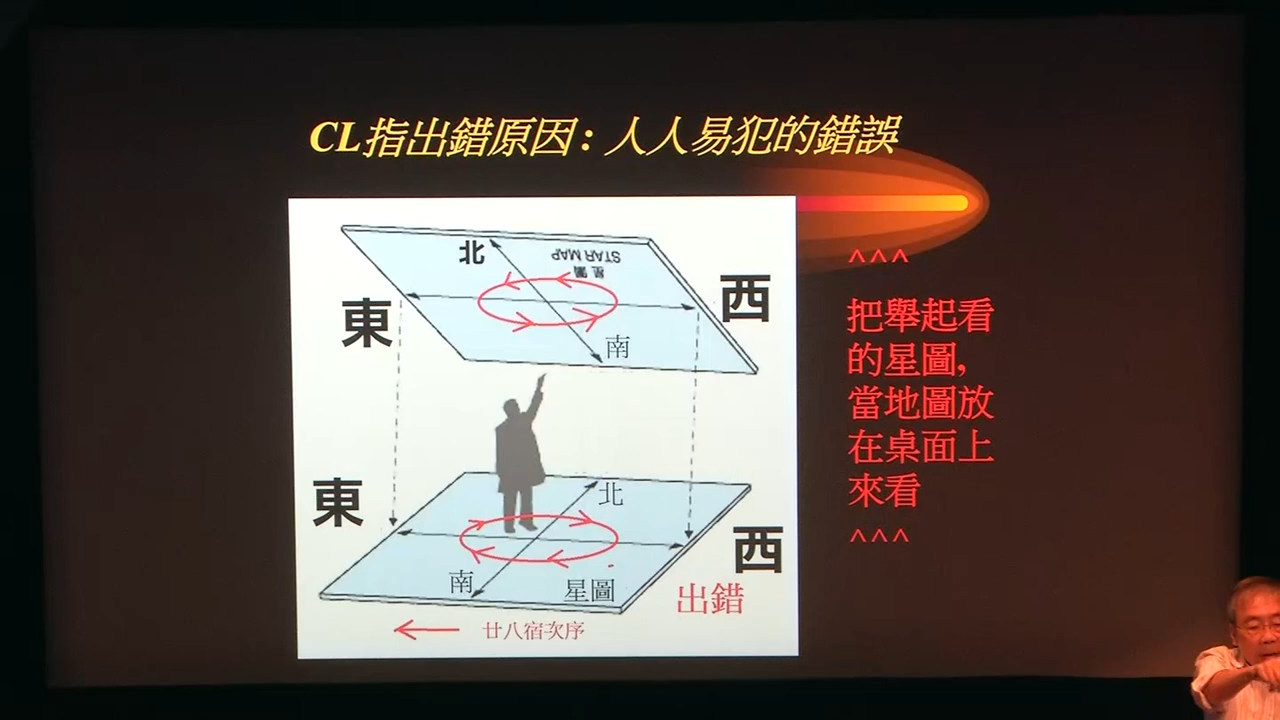 CL指出錯原因：人人易犯的錯誤
北
星圖
STAR MAP
東
西
南
^^^
把舉起看
的星圖,
當地圖放
在桌面上
來看
^^^
東
北
西
南
星圖
出錯
廿八宿次序